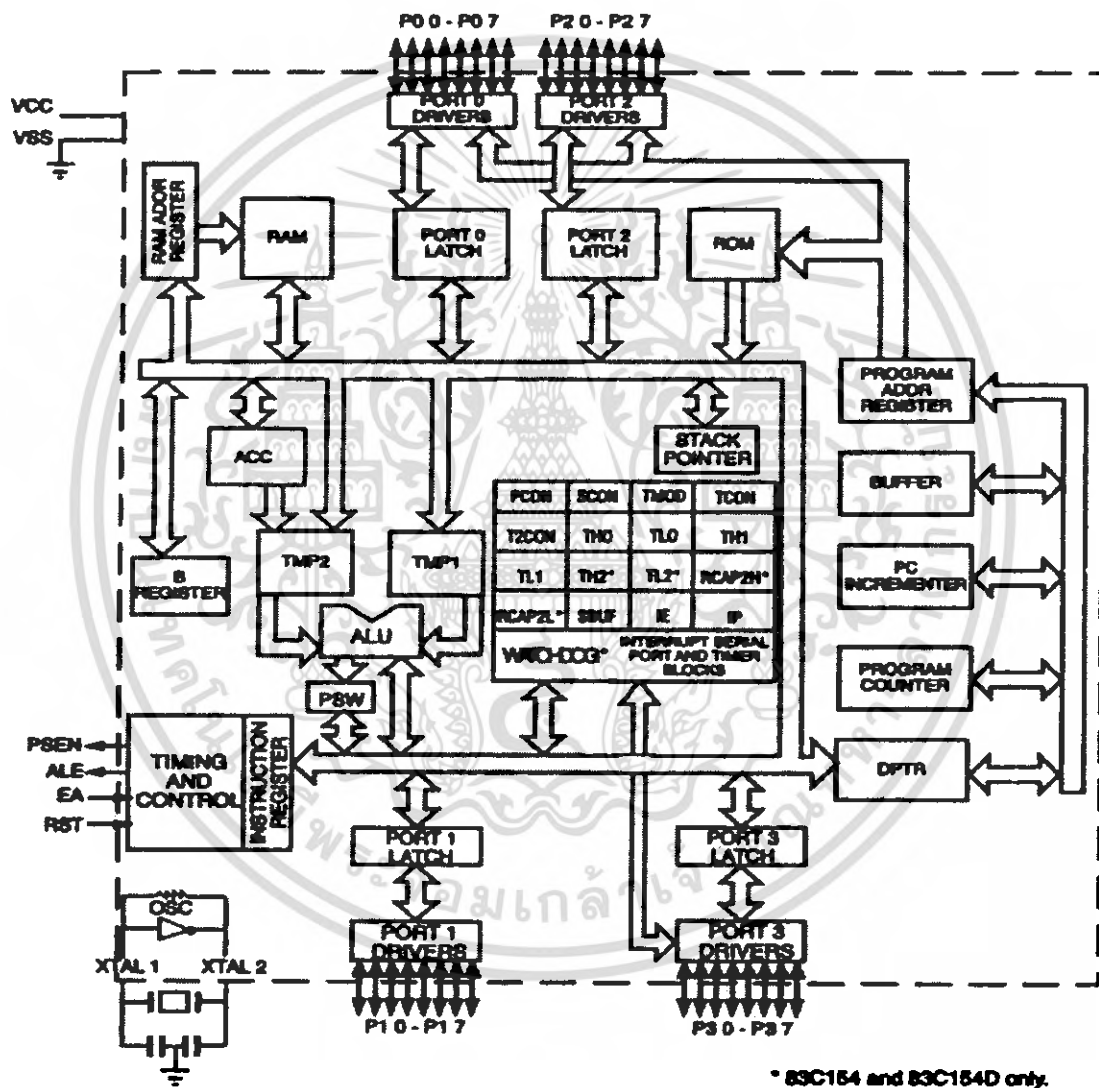 P0 0 - P0 7
P2 0 - P2 7
VCC
VSS
PORT 0
DRIVERS
PORT 2
DRIVERS
RAM ADDR
REGISTER
RAM
PORT 0
LATCH
PORT 2
LATCH
ROM
PROGRAM
ADDR
REGISTER
ACC
STACK
POINTER
BUFFER
PCON SCON TMOD TCON
T2CON TH0 TL0 TH1
TL1 TH2* TL2* RCAP2H*
RCAP2L* SBUF IE IP
WATCHDOG* INTERRUPT SERIAL
PORT AND TIMER
BLOCKS
B
REGISTER
TMP2
TMP1
ALU
PSW
PC
INCREMENTER
PROGRAM
COUNTER
DPTR
PSEN
ALE
EA
RST
TIMING
AND
CONTROL
INSTRUCTION
REGISTER
PORT 1
LATCH
PORT 3
LATCH
OSC
XTAL 1
XTAL 2
PORT 1
DRIVERS
PORT 3
DRIVERS
P1 0 - P1 7
P3 0 - P3 7
* 83C154 and 83C154D only.